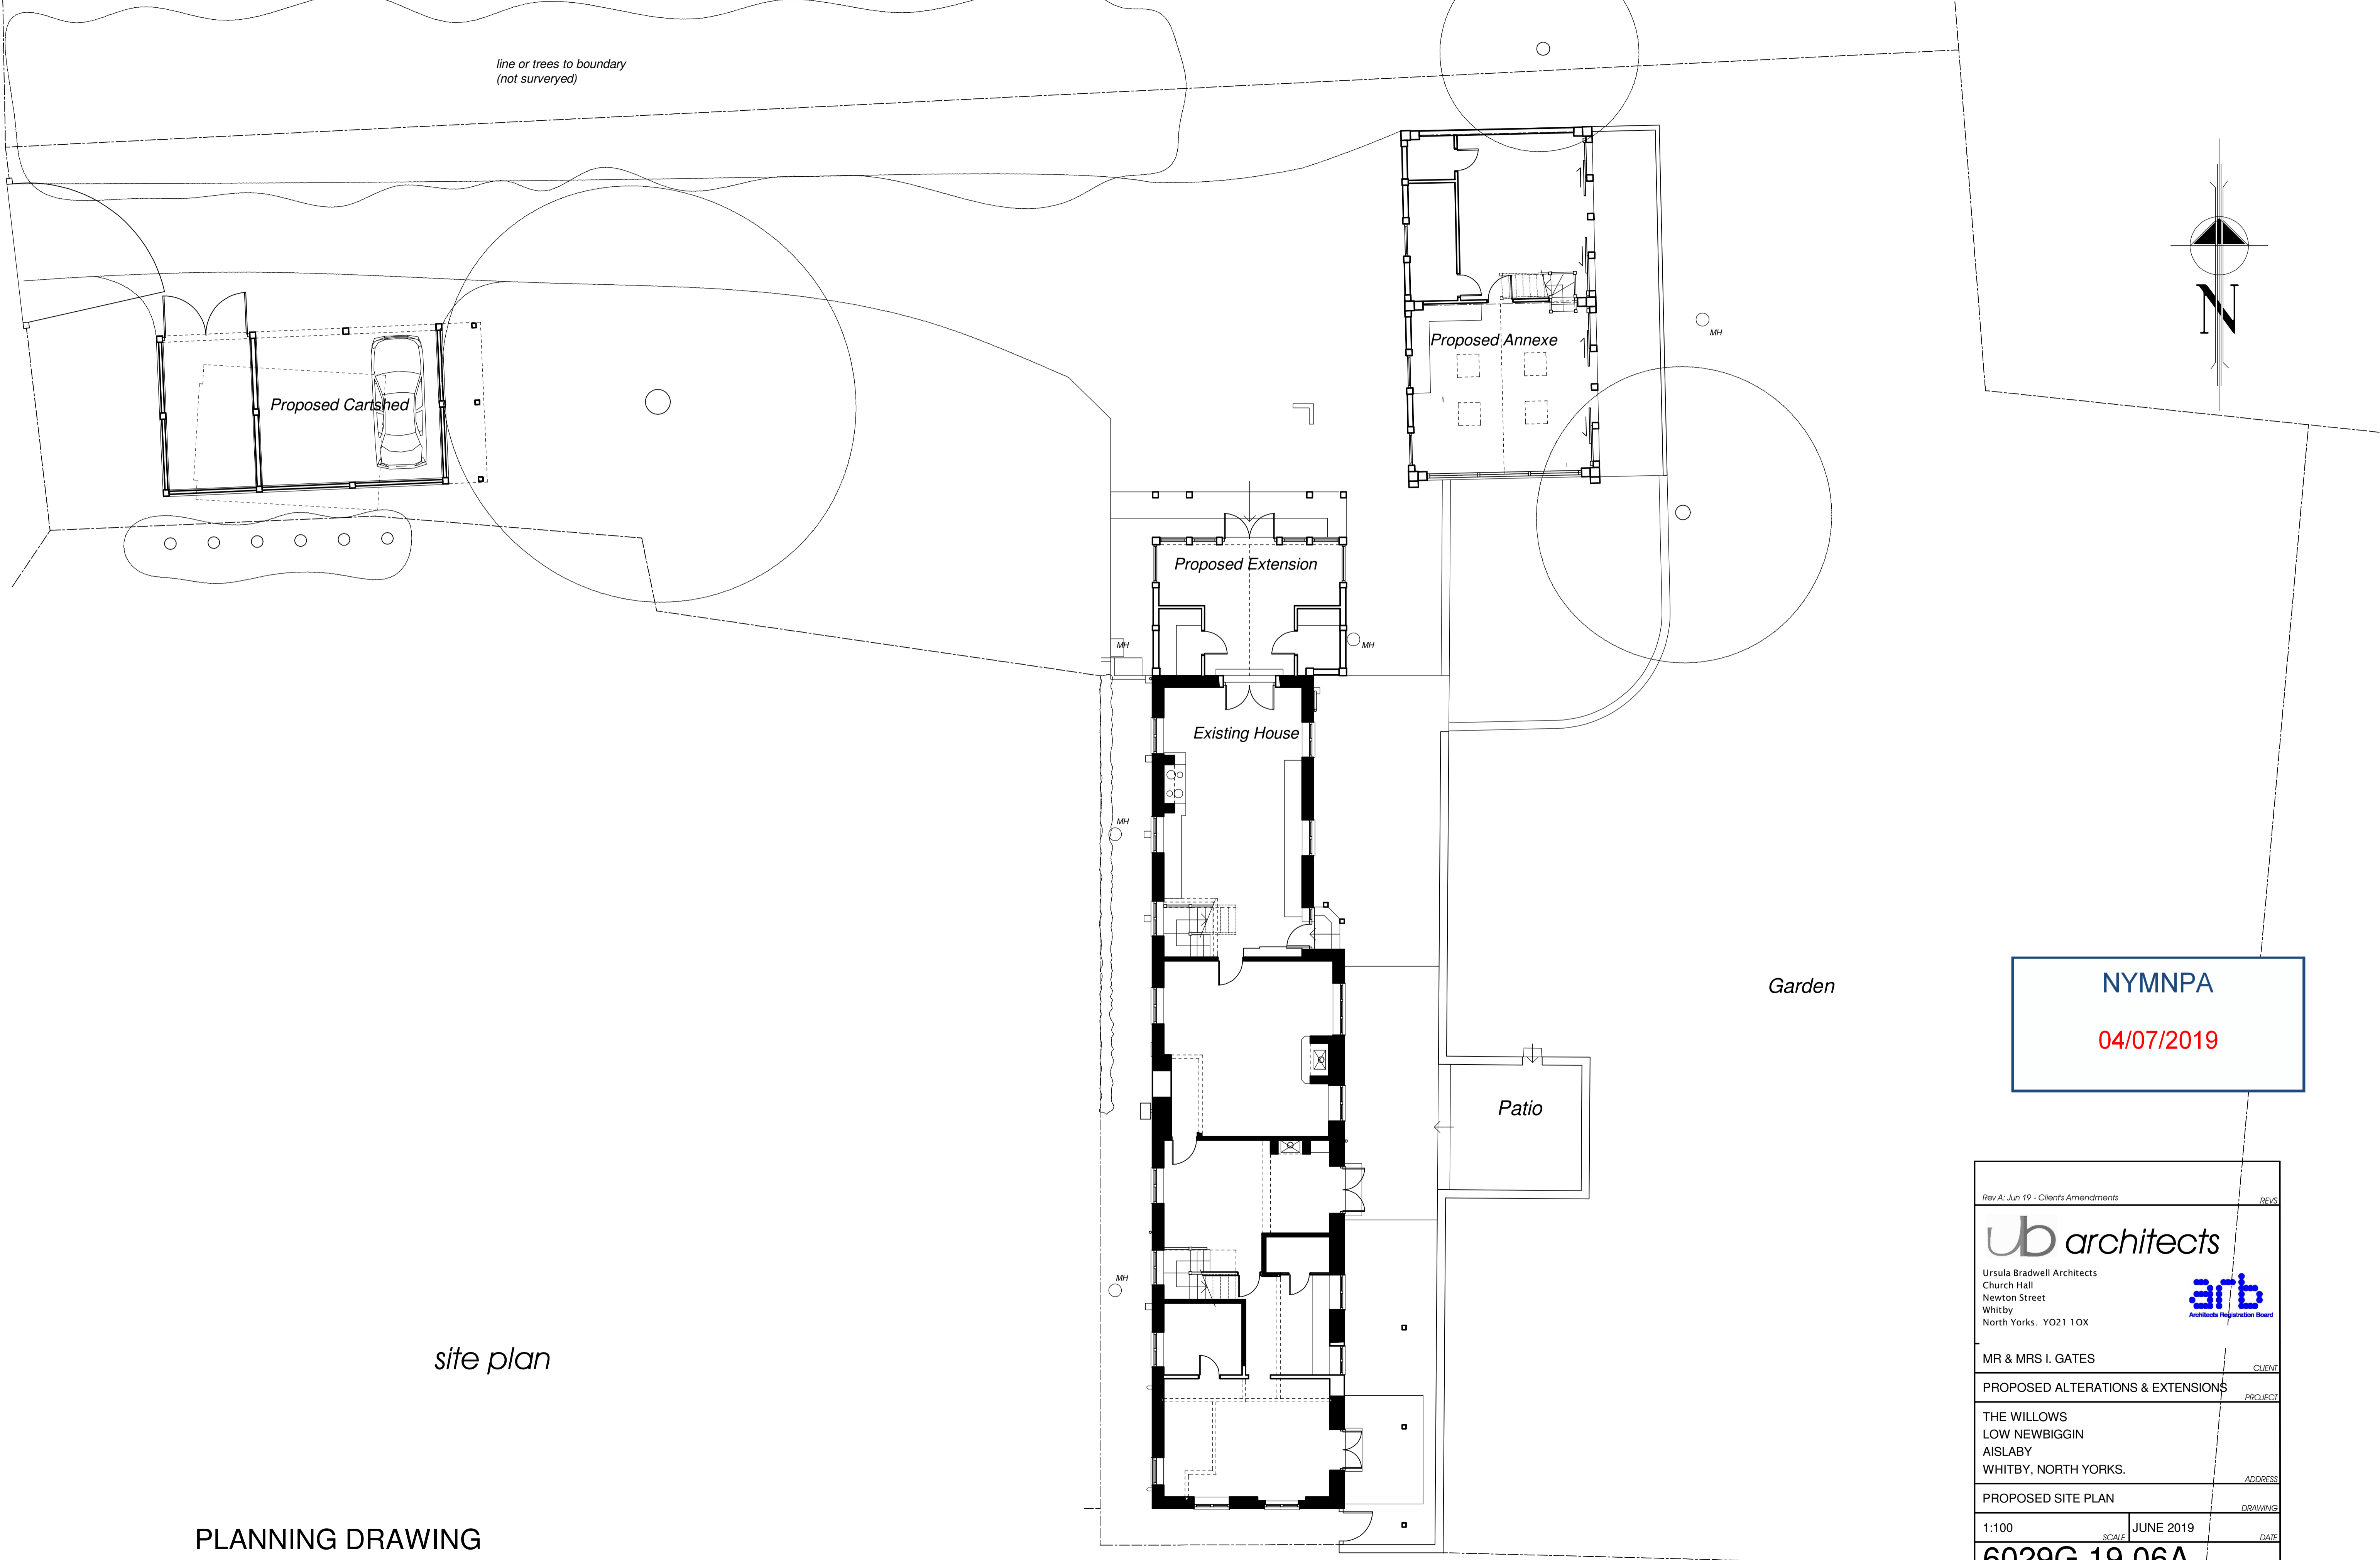 line or trees to boundary
(not surveryed)
Proposed Cartshed
Proposed Annexe
MH
N
Proposed Extension
MH
MH
Existing House
MH
Garden
NYMNPA
04/07/2019
Patio
MH
site plan
PLANNING DRAWING
Rev A: Jun 19 - Client's Amendments
REVS
ub architects
Ursula Bradwell Architects
Church Hall
Newton Street
Whitby
North Yorks. YO21 1OX
arb
Architects Registration Board
MR & MRS I. GATES
CLIENT
PROPOSED ALTERATIONS & EXTENSIONS
PROJECT
THE WILLOWS
LOW NEWBIGGIN
AISLABY
WHITBY, NORTH YORKS.
ADDRESS
PROPOSED SITE PLAN
DRAWING
1:100
SCALE
JUNE 2019
DATE
6029G 19 06A